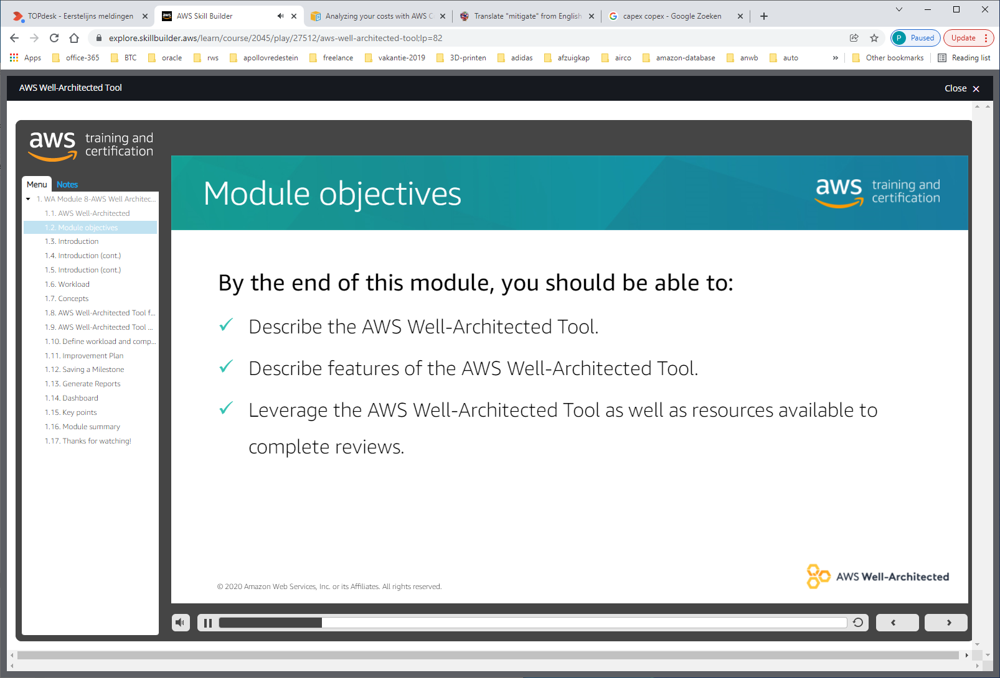 TOPdesk - Eerstelijns meldingen
AWS Skill Builder
Analyzing your costs with AWS C
Translate "mitigate" from English
capex copex - Google Zoeken
explore.skillbuilder.aws/learn/course/2045/play/27512/aws-well-architected-tool;lp=82
P Paused
Update
Apps
office-365
BTC
oracle
rws
apollovredestein
freelance
vakantie-2019
3D-printen
adidas
afzuigkap
airco
amazon-database
anwb
auto
»
Other bookmarks
Reading list
AWS Well-Architected Tool
Close
aws training and
certification
Menu
Notes
1. WA Module 8-AWS Well Architec...
1.1. AWS Well-Architected
1.2. Module objectives
1.3. Introduction
1.4. Introduction (cont.)
1.5. Introduction (cont.)
1.6. Workload
1.7. Concepts
1.8. AWS Well-Architected Tool f...
1.9. AWS Well-Architected Tool ...
1.10. Define workload and comp...
1.11. Improvement Plan
1.12. Saving a Milestone
1.13. Generate Reports
1.14. Dashboard
1.15. Key points
1.16. Module summary
1.17. Thanks for watching!
Module objectives
aws training and
certification
By the end of this module, you should be able to:
✓ Describe the AWS Well-Architected Tool.
✓ Describe features of the AWS Well-Architected Tool.
✓ Leverage the AWS Well-Architected Tool as well as resources available to
complete reviews.
© 2020 Amazon Web Services, Inc. or its Affiliates. All rights reserved.
AWS Well-Architected